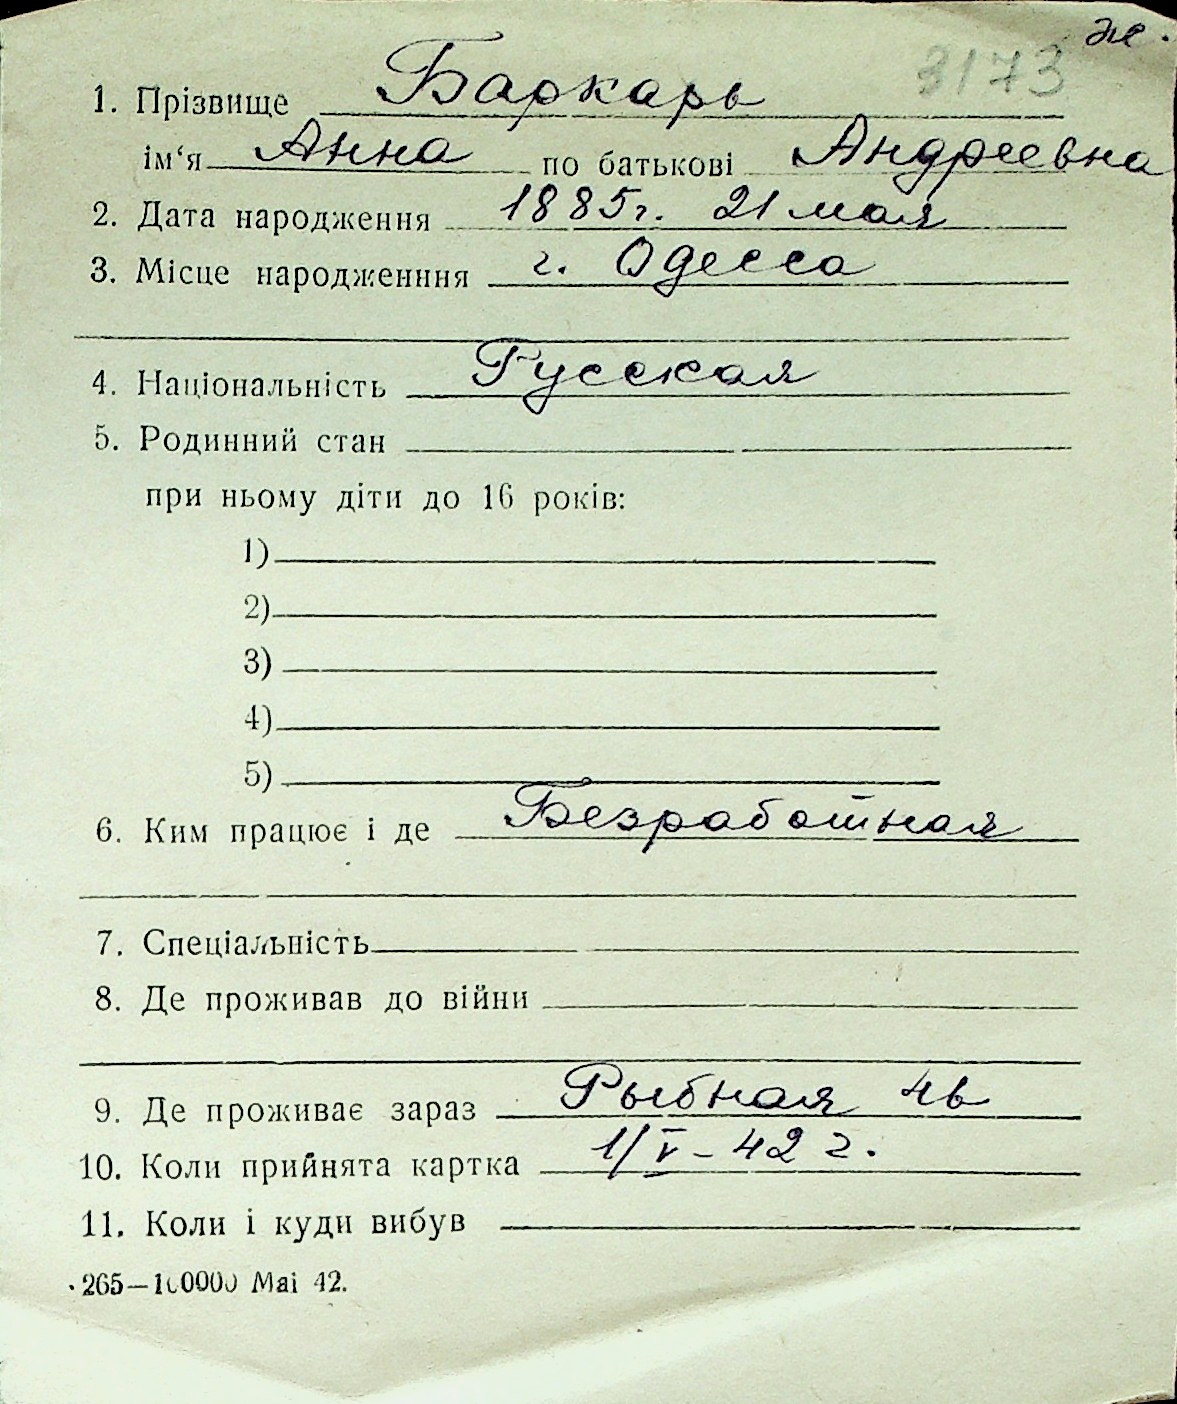 ж.
3173
1. Прізвище Баркарь
ім‘я Анна по батькові Андреевна
2. Дата народження 1885г. 21 мая
3. Місце народженння г. Одесса
4. Національність Русская
5. Родинний стан
при ньому діти до 16 років:
1)
2)
3)
4)
5)
6. Ким працює і де Безработная
7. Спеціальність
8. Де проживав до війни
9. Де проживає зараз Рыбная 4в
10. Коли прийнята картка 1/V - 42 г.
11. Коли і куди вибув
265—100000 Mai 42.